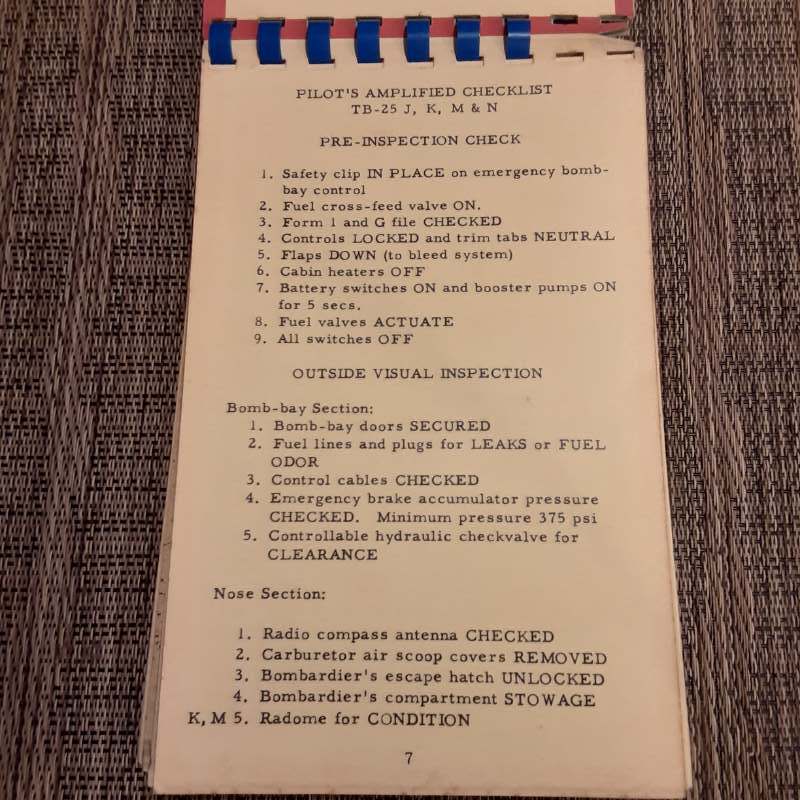 PILOT'S AMPLIFIED CHECKLIST
TB-25 J, K, M & N
PRE-INSPECTION CHECK
1. Safety clip IN PLACE on emergency bomb-
bay control
2. Fuel cross-feed valve ON.
3. Form 1 and G file CHECKED
4. Controls LOCKED and trim tabs NEUTRAL
5. Flaps DOWN (to bleed system)
6. Cabin heaters OFF
7. Battery switches ON and booster pumps ON
for 5 secs.
8. Fuel valves ACTUATE
9. All switches OFF
OUTSIDE VISUAL INSPECTION
Bomb-bay Section:
1. Bomb-bay doors SECURED
2. Fuel lines and plugs for LEAKS or FUEL
ODOR
3. Control cables CHECKED
4. Emergency brake accumulator pressure
CHECKED. Minimum pressure 375 psi
5. Controllable hydraulic checkvalve for
CLEARANCE
Nose Section:
1. Radio compass antenna CHECKED
2. Carburetor air scoop covers REMOVED
3. Bombardier's escape hatch UNLOCKED
4. Bombardier's compartment STOWAGE
K, M 5. Radome for CONDITION
7